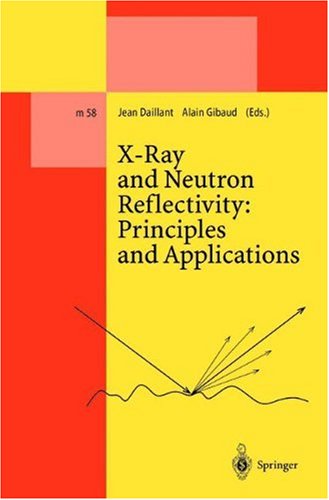 m 58
Jean Daillant Alain Gibaud (Eds.)
X-Ray
and Neutron
Reflectivity:
Principles
and Applications
Springer